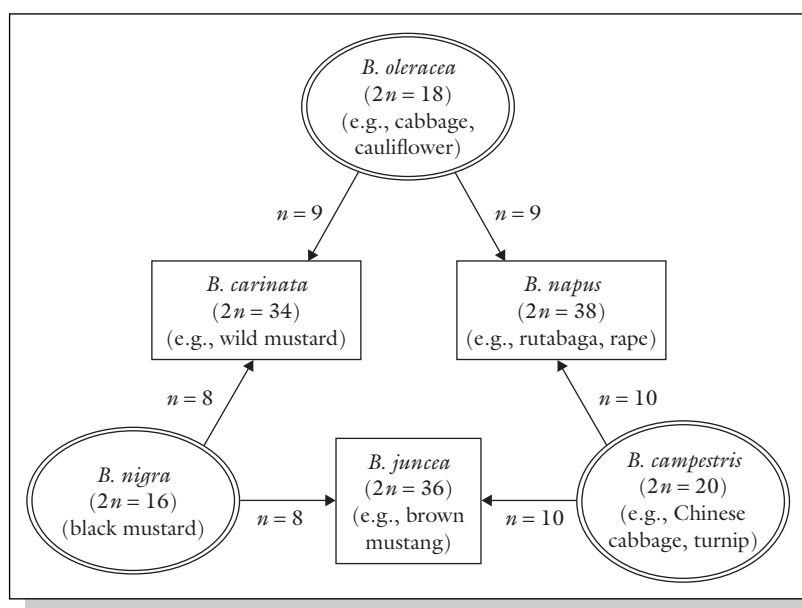 B. oleracea
(2n = 18)
(e.g., cabbage,
cauliflower)
n = 9
n = 9
B. carinata
(2n = 34)
(e.g., wild mustard)
B. napus
(2n = 38)
(e.g., rutabaga, rape)
n = 8
n = 10
B. nigra
(2n = 16)
(black mustard)
n = 8
B. juncea
(2n = 36)
(e.g., brown
mustang)
n = 10
B. campestris
(2n = 20)
(e.g., Chinese
cabbage, turnip)